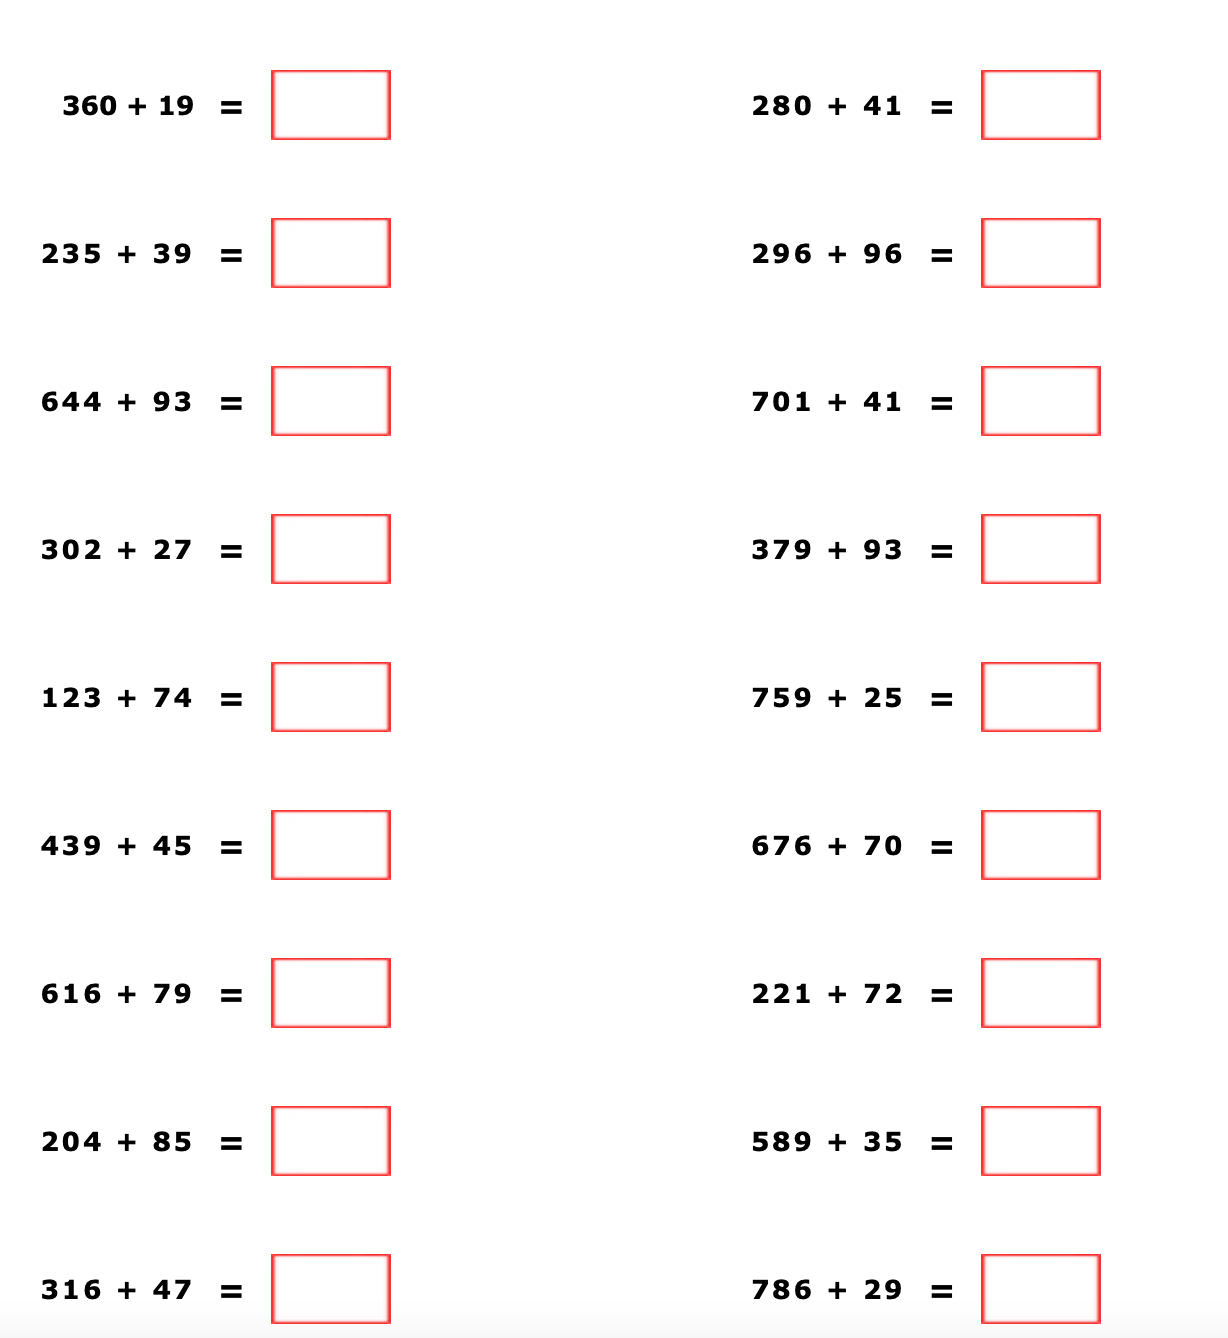 360 + 19 =
280 + 41 =
235 + 39 =
296 + 96 =
644 + 93 =
701 + 41 =
302 + 27 =
379 + 93 =
123 + 74 =
759 + 25 =
439 + 45 =
676 + 70 =
616 + 79 =
221 + 72 =
204 + 85 =
589 + 35 =
316 + 47 =
786 + 29 =